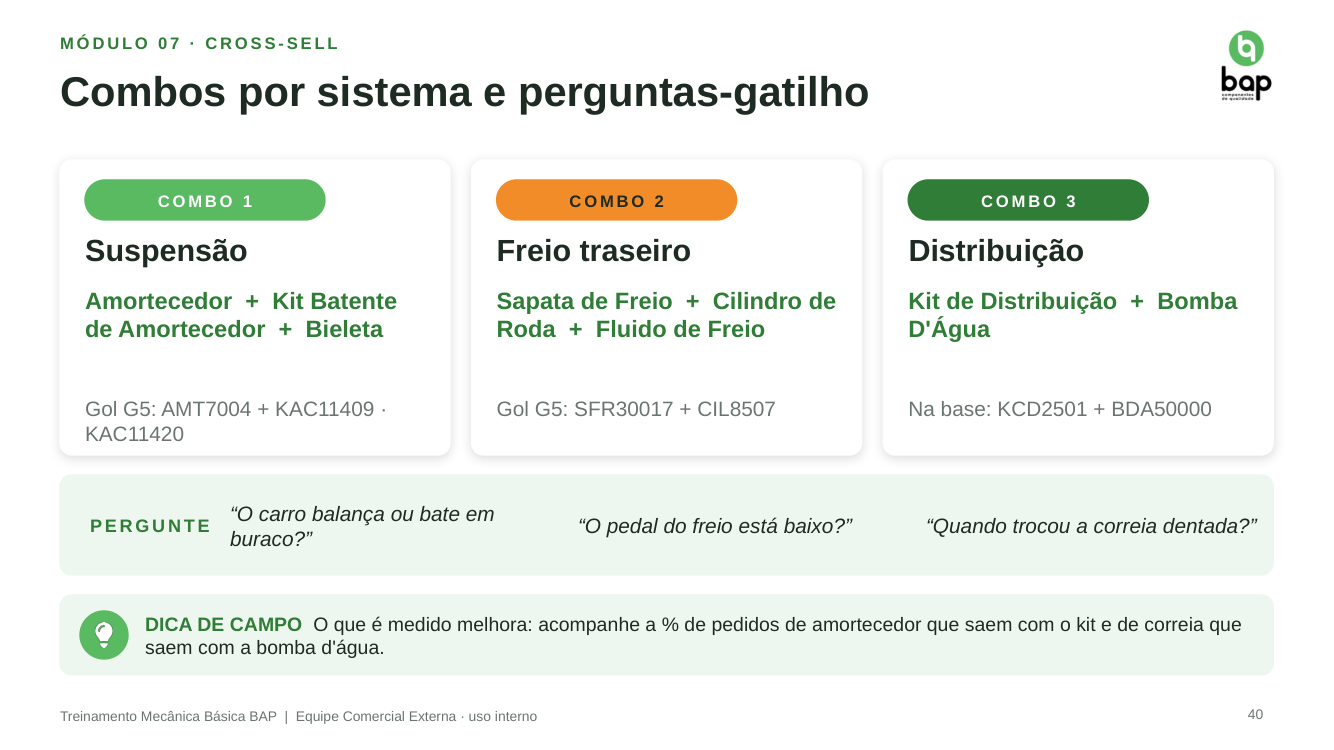 MÓDULO 07 · CROSS-SELL
Combos por sistema e perguntas-gatilho
bap
componentes
de qualidade
COMBO 1
Suspensão
Amortecedor + Kit Batente
de Amortecedor + Bieleta
Gol G5: AMT7004 + KAC11409 ·
KAC11420
COMBO 2
Freio traseiro
Sapata de Freio + Cilindro de
Roda + Fluido de Freio
Gol G5: SFR30017 + CIL8507
COMBO 3
Distribuição
Kit de Distribuição + Bomba
D'Água
Na base: KCD2501 + BDA50000
PERGUNTE
“O carro balança ou bate em
buraco?”
“O pedal do freio está baixo?”
“Quando trocou a correia dentada?”
DICA DE CAMPO O que é medido melhora: acompanhe a % de pedidos de amortecedor que saem com o kit e de correia que
saem com a bomba d'água.
Treinamento Mecânica Básica BAP | Equipe Comercial Externa · uso interno
40